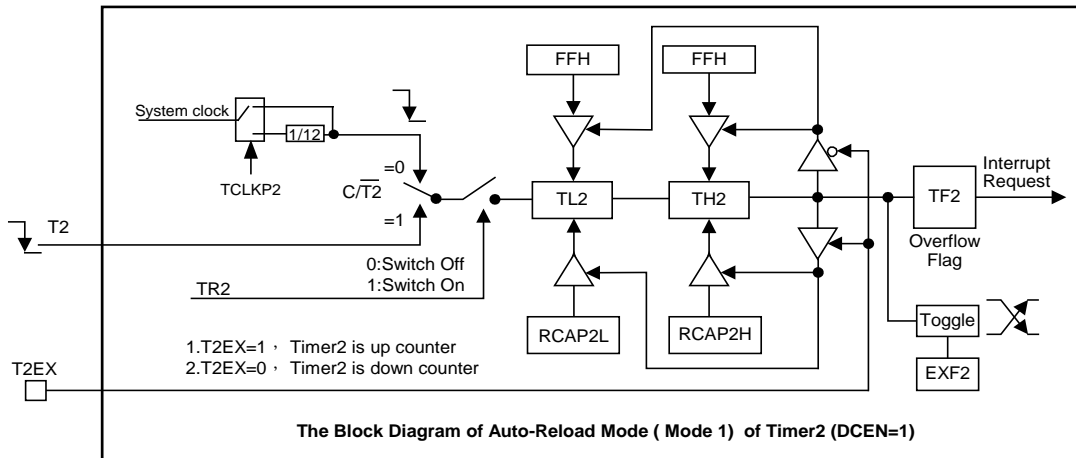 FFH
FFH
System clock
1/12
TCLKP2
=0
C/T2
=1
TL2
TH2
TF2
Interrupt
Request
Overflow
Flag
T2
0:Switch Off
1:Switch On
TR2
RCAP2L
RCAP2H
Toggle
EXF2
1.T2EX=1， Timer2 is up counter
2.T2EX=0， Timer2 is down counter
T2EX
The Block Diagram of Auto-Reload Mode ( Mode 1) of Timer2 (DCEN=1)